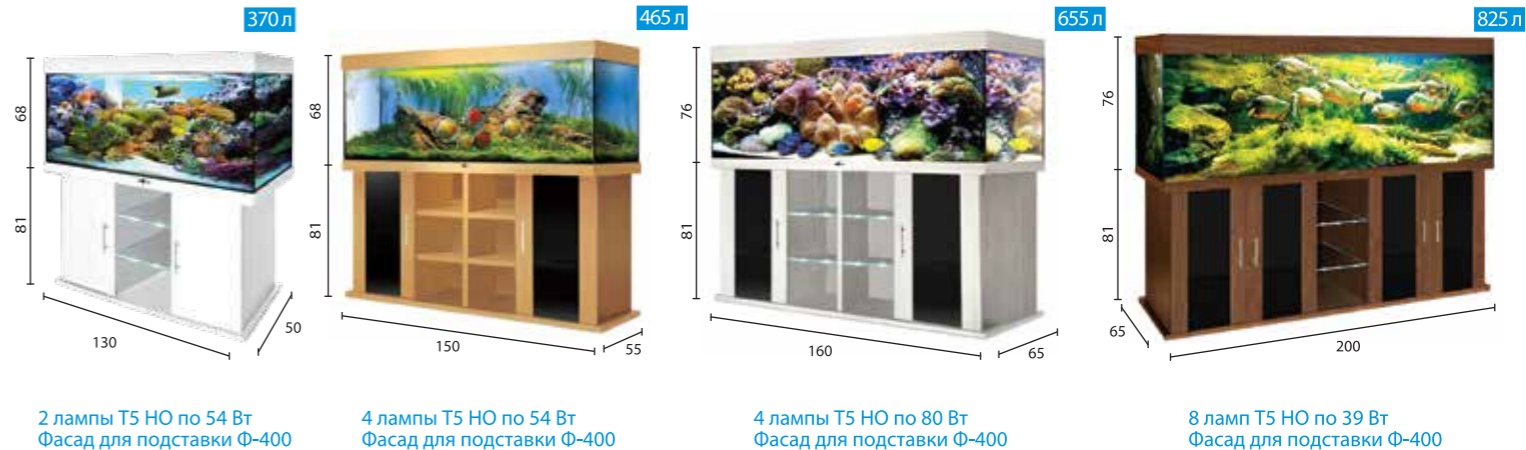 370 л
465 л
655 л
825 л
68
81
130
50
68
81
150
55
76
81
160
65
76
81
65
200
2 лампы T5 HO по 54 Вт
Фасад для подставки Ф-400
4 лампы T5 HO по 54 Вт
Фасад для подставки Ф-400
4 лампы T5 HO по 80 Вт
Фасад для подставки Ф-400
8 ламп T5 HO по 39 Вт
Фасад для подставки Ф-400